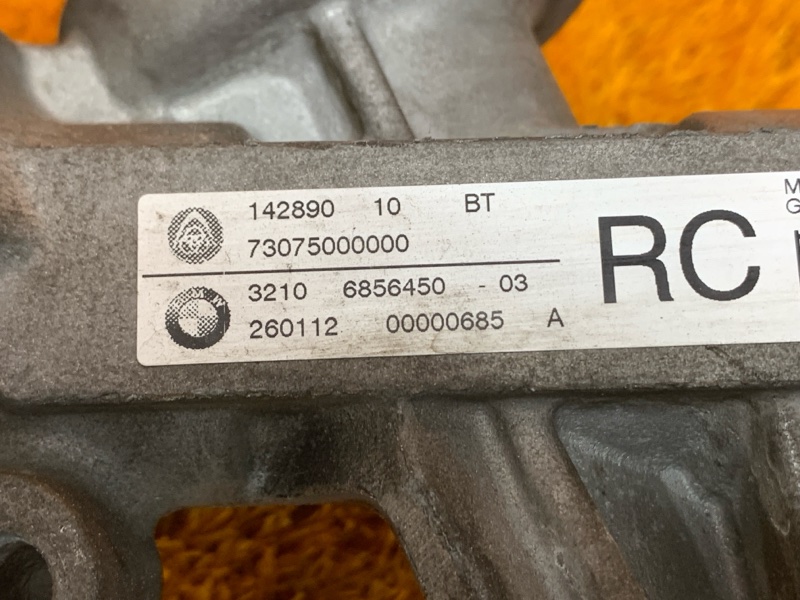 142890 10 BT
73075000000
3210 6856450 - 03
260112 00000685 A
RC
M
G